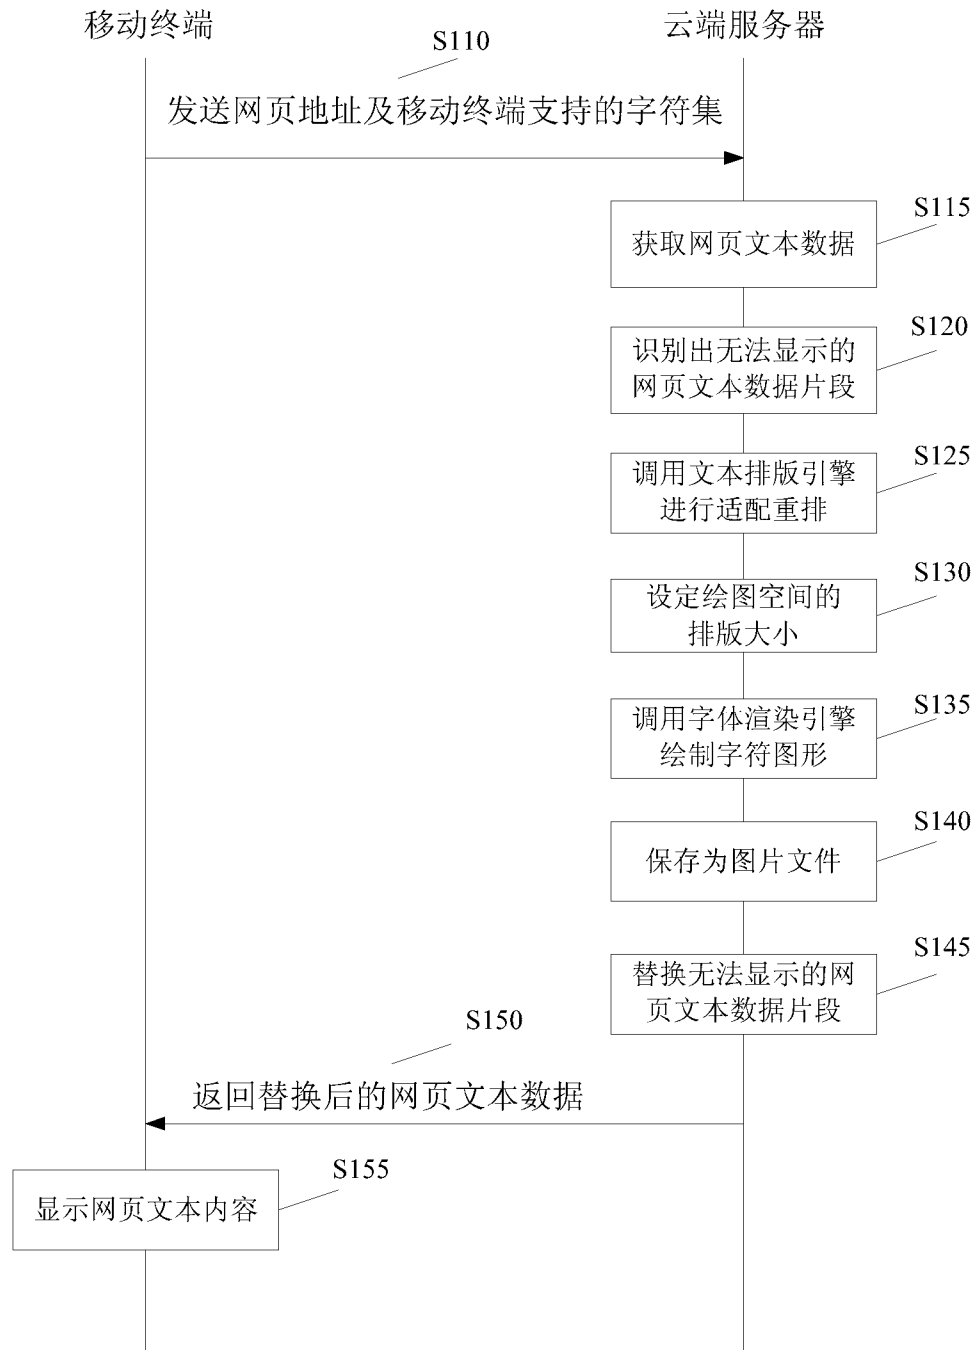 移动终端
云端服务器
S110
发送网页地址及移动终端支持的字符集
S115
获取网页文本数据
S120
识别出无法显示的
网页文本数据片段
S125
调用文本排版引擎
进行适配重排
S130
设定绘图空间的
排版大小
S135
调用字体渲染引擎
绘制字符图形
S140
保存为图片文件
S145
替换无法显示的网
页文本数据片段
S150
返回替换后的网页文本数据
S155
显示网页文本内容